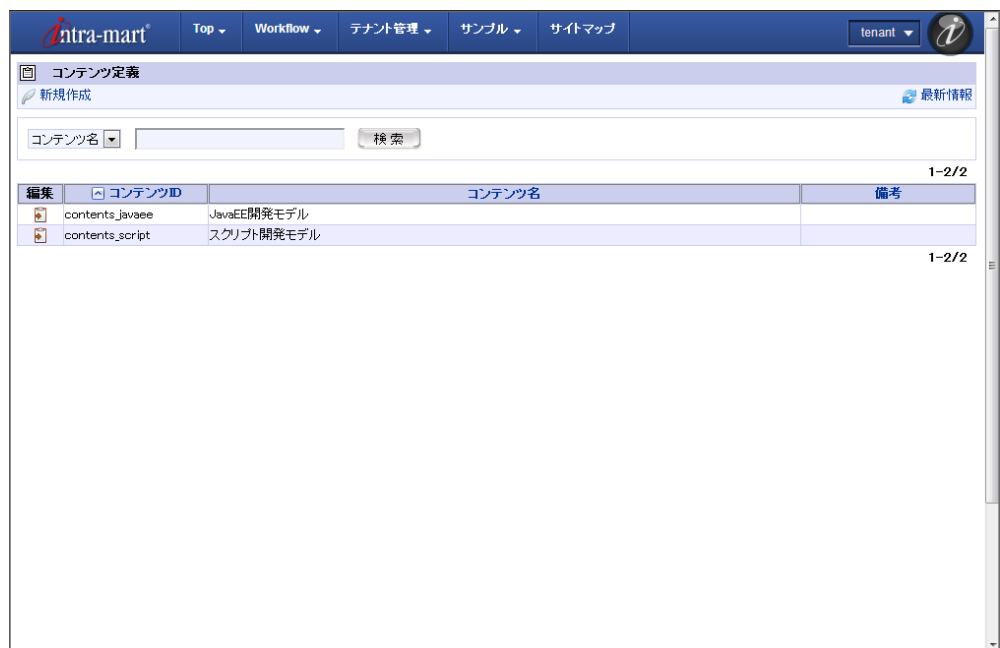 intra-mart® Top Workflow テナント管理 サンプル サイトマップ tenant
コンテンツ定義
新規作成 最新情報
コンテンツ名 検索
1-2/2
編集 コンテンツID コンテンツ名 備考
contents_javaee JavaEE開発モデル
contents_script スクリプト開発モデル
1-2/2